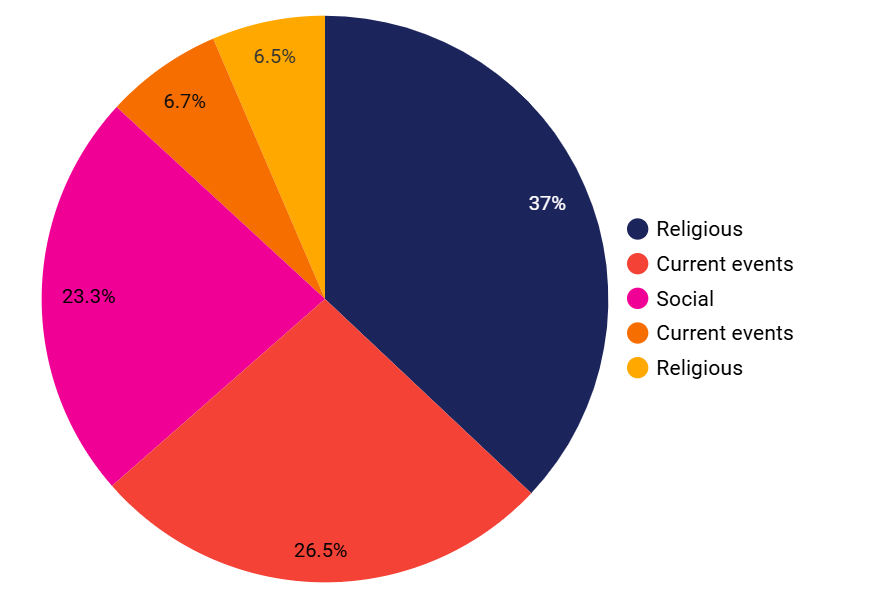 6.5%
6.7%
37%
23.3%
26.5%
Religious
Current events
Social
Current events
Religious